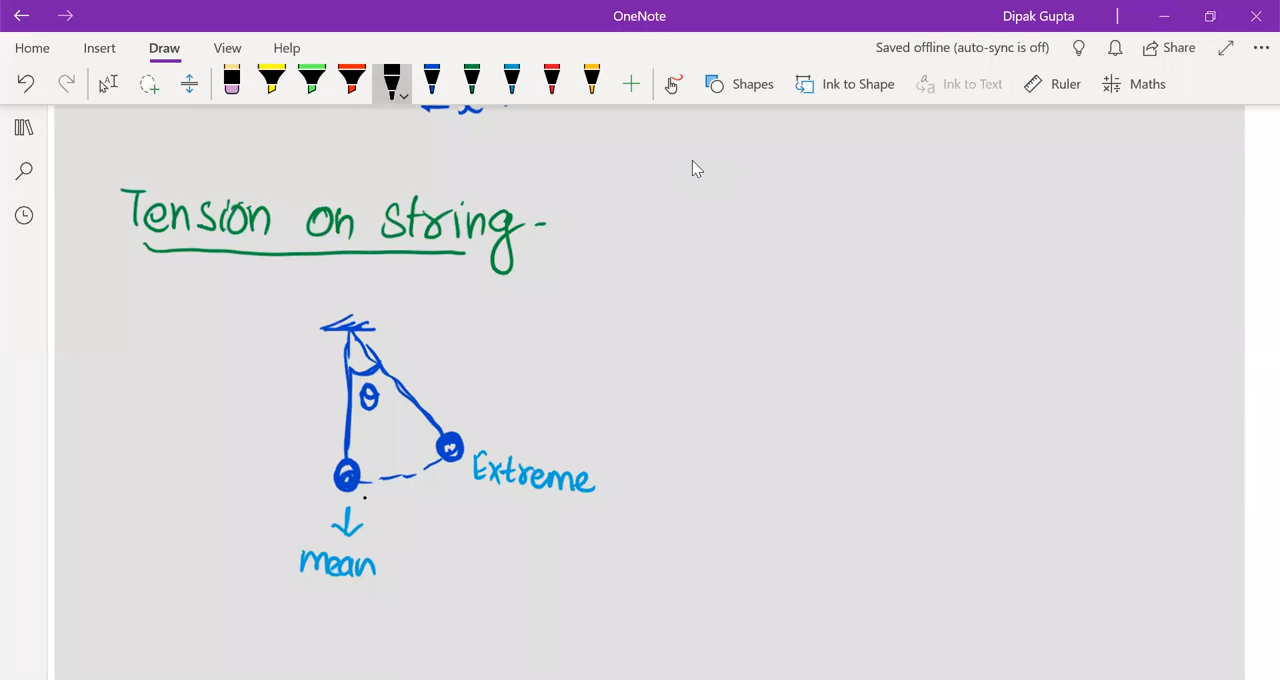 OneNote
Dipak Gupta
Home Insert Draw View Help
Saved offline (auto-sync is off)
Share
Shapes
Ink to Shape
Ink to Text
Ruler
Maths
x
Tension on string-
θ
Extreme
mean